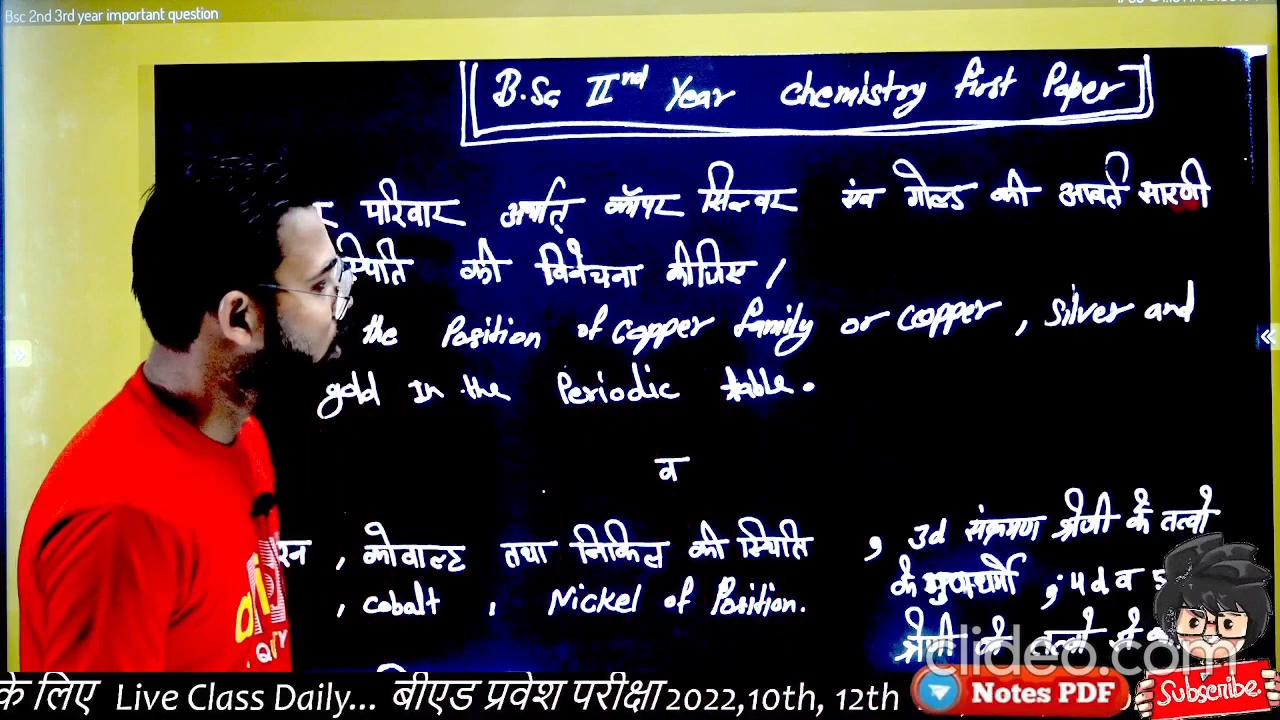 Bsc 2nd 3rd year important question
B.Sc IInd Year chemistry first Paper
परिवार अर्थात् कॉपर सिल्वर एंव गोल्ड की आवर्त सारणी
स्थिति की विवेचना कीजिए /
the Position of copper family or copper, silver and
gold In the Periodic table.
व
, कोवाल्ट तथा निकिल की स्थिति , 3d संक्रमण श्रेणी के तत्वो
के गुणधर्मो ; 4d व 5
, cobalt , Nickel of Position.
श्रेणी के तत्वो
clideo.com
के लिए Live Class Daily... बीएड प्रवेश परीक्षा 2022,10th, 12th
Notes PDF
Subscribe.